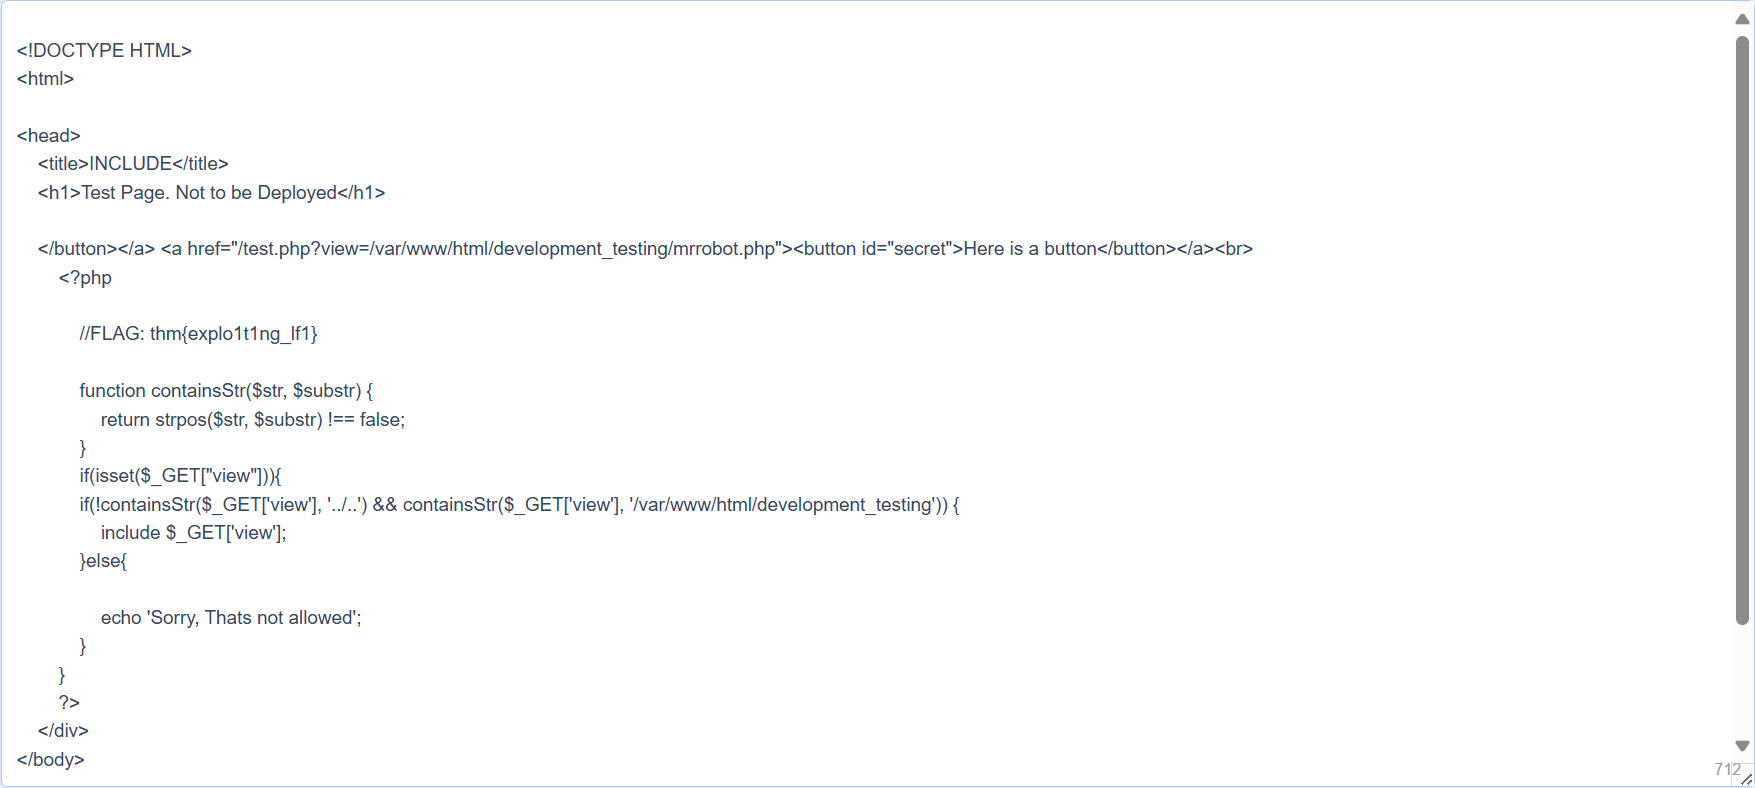 <!DOCTYPE HTML>
<html>
<head>
<title>INCLUDE</title>
<h1>Test Page. Not to be Deployed</h1>
</button></a> <a href="/test.php?view=/var/www/html/development_testing/mrrobot.php"><button id="secret">Here is a button</button></a><br>
<?php
//FLAG: thm{explo1t1ng_lf1}
function containsStr($str, $substr) {
return strpos($str, $substr) !== false;
}
if(isset($_GET["view"])){
if(!containsStr($_GET['view'], '../..') && containsStr($_GET['view'], '/var/www/html/development_testing')) {
include $_GET['view'];
}else{
echo 'Sorry, Thats not allowed';
}
}
?>
</div>
</body>
712